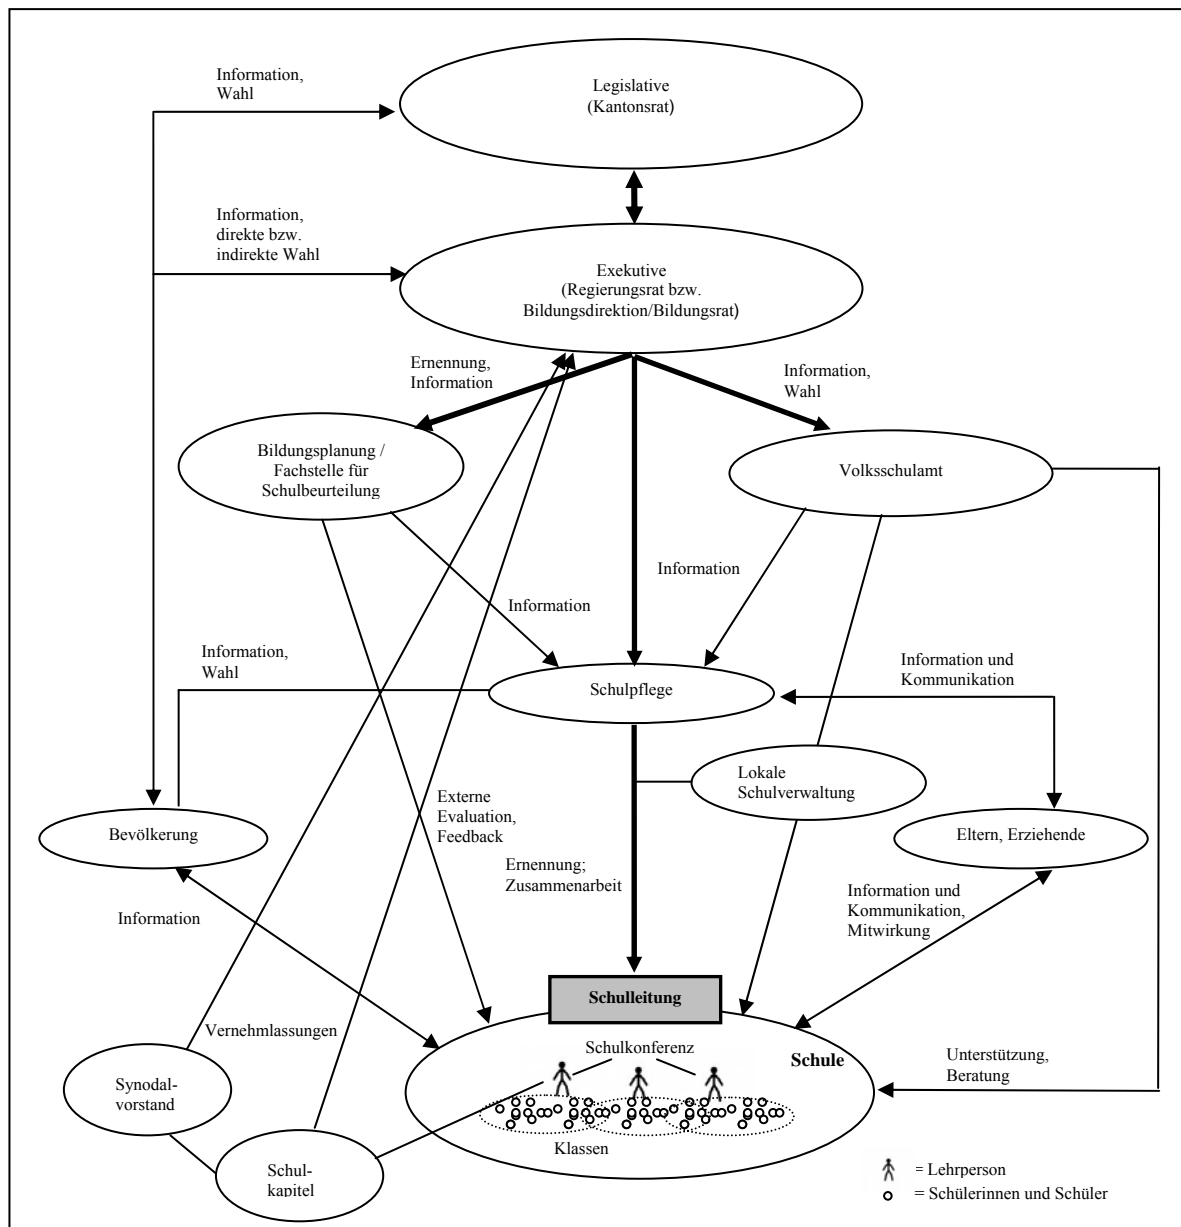 Information,
Wahl
Legislative
(Kantonsrat)
Information,
direkte bzw.
indirekte Wahl
Exekutive
(Regierungsrat bzw.
Bildungsdirektion/Bildungsrat)
Ernennung,
Information
Information,
Wahl
Bildungsplanung /
Fachstelle für
Schulbeurteilung
Volksschulamt
Information
Information
Information,
Wahl
Schulpflege
Information und
Kommunikation
Lokale
Schulverwaltung
Bevölkerung
Externe
Evaluation,
Feedback
Eltern, Erziehende
Ernennung;
Zusammenarbeit
Information
Information und
Kommunikation,
Mitwirkung
Schulleitung
Vernehmlassungen
Schulkonferenz
Schule
Unterstützung,
Beratung
Synodal-
vorstand
Klassen
Schul-
kapitel
= Lehrperson
= Schülerinnen und Schüler